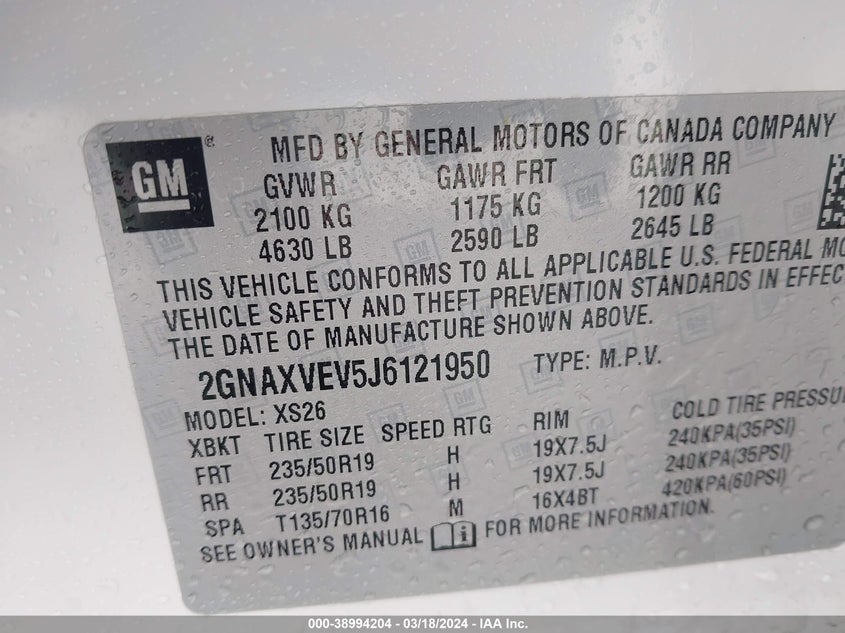 GM
MFD BY GENERAL MOTORS OF CANADA COMPANY
GVWR GAWR FRT GAWR RR
2100 KG 1175 KG 1200 KG
4630 LB 2590 LB 2645 LB
THIS VEHICLE CONFORMS TO ALL APPLICABLE U.S. FEDERAL MO
VEHICLE SAFETY AND THEFT PREVENTION STANDARDS IN EFFEC
THE DATE OF MANUFACTURE SHOWN ABOVE.
2GNAXVEV5J6121950 TYPE: M.P.V.
MODEL: XS26
XBKT TIRE SIZE SPEED RTG RIM COLD TIRE PRESSU
FRT 235/50R19 H 19X7.5J 240KPA(35PSI)
RR 235/50R19 H 19X7.5J 240KPA(35PSI)
SPA T135/70R16 M 16X4BT 420KPA(60PSI)
SEE OWNER'S MANUAL FOR MORE INFORMATION.
000-38994204 - 03/18/2024 - IAA Inc.